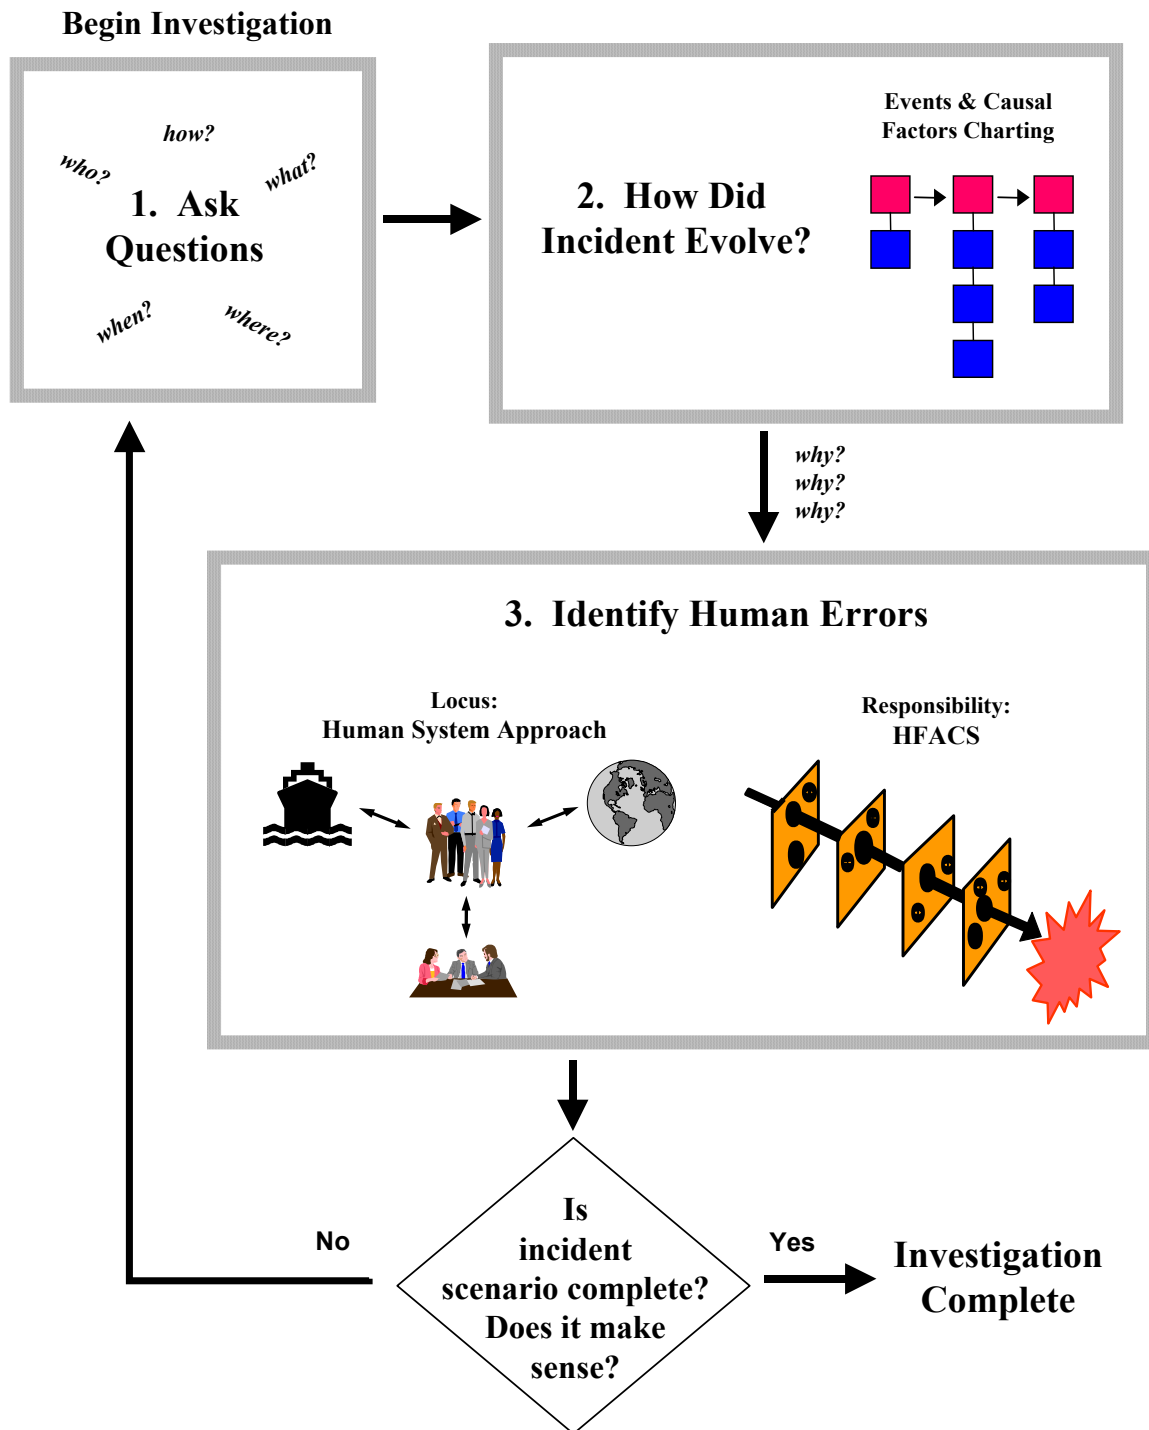 Begin Investigation
how?
who?
what?
1. Ask
Questions
when?
where?
Events & Causal
Factors Charting
2. How Did
Incident Evolve?
why?
why?
why?
3. Identify Human Errors
Locus:
Human System Approach
Responsibility:
HFACS
Is
incident
scenario complete?
Does it make
sense?
No
Yes
Investigation
Complete